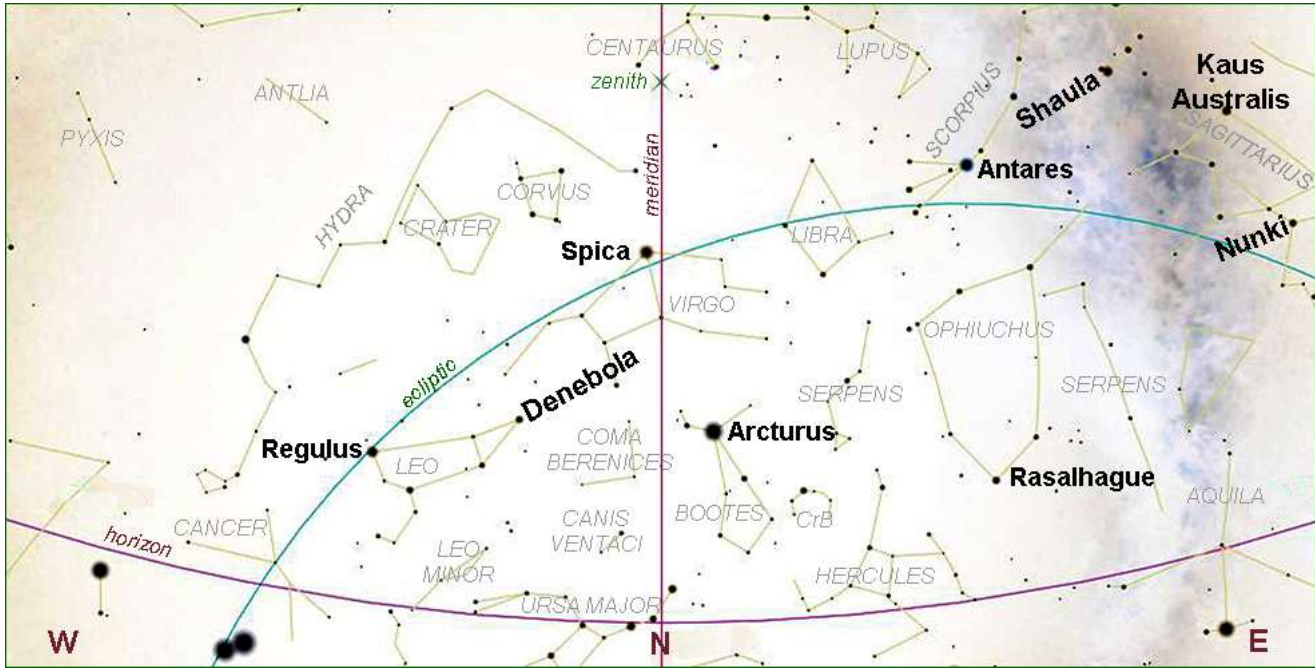 CENTAURUS
LUPUS
zenith
ANTLIA
Kaus
Australis
Shaula
PYXIS
SCORPIUS
SAGITTARIUS
Antares
meridian
CORVUS
HYDRA
CRATER
Spica
LIBRA
Nunki
VIRGO
OPHIUCHUS
ecliptic
Denebola
SERPENS
SERPENS
Regulus
LEO
COMA
BERENICES
Arcturus
Rasalhague
AQUILA
CANCER
horizon
LEO
MINOR
CANIS
VENTACI
BOOTES
CrB
HERCULES
URSA MAJOR
W
N
E